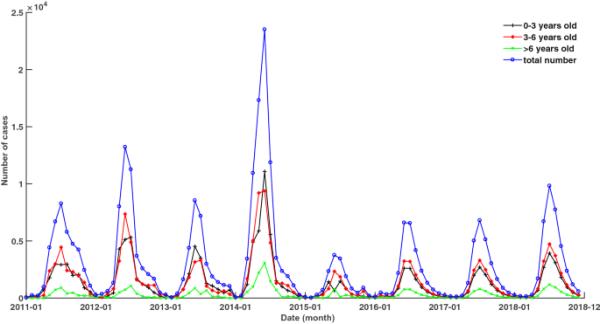 2.5 ×10⁴
2
1.5
1
0.5
0
Number of cases
2011-01 2012-01 2013-01 2014-01 2015-01 2016-01 2017-01 2018-01 2018-12
Date (month)
0-3 years old
3-6 years old
>6 years old
total number